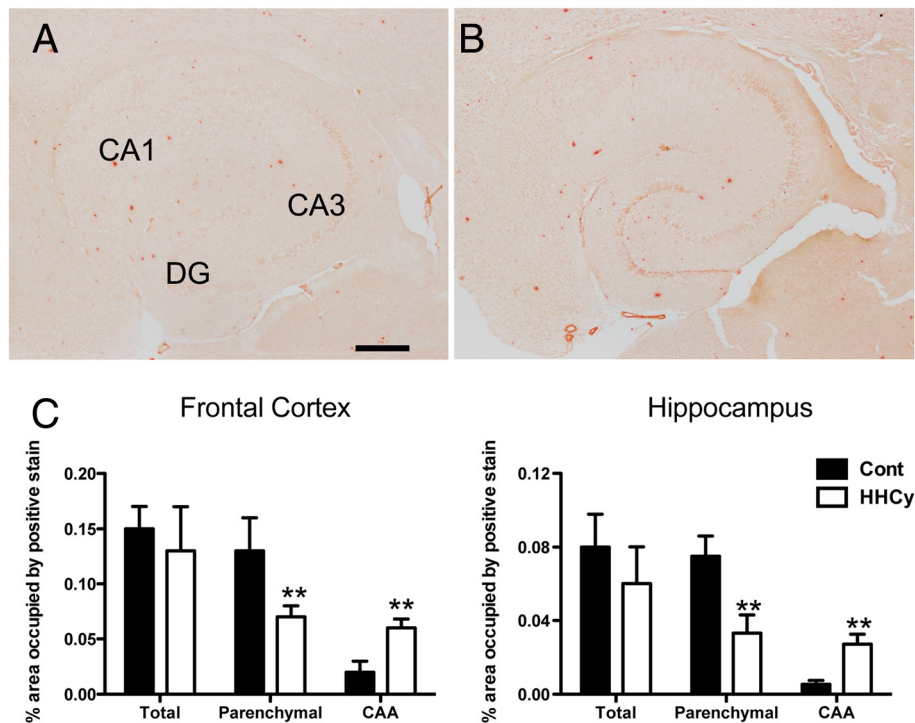 A
B
CA1
CA3
DG
C
Frontal Cortex
Hippocampus
% area occupied by positive stain
0.20
0.15
0.10
0.05
0.00
**
**
Total
Parenchymal
CAA
% area occupied by positive stain
0.12
0.08
0.04
0.00
**
**
Total
Parenchymal
CAA
Cont
HHCy